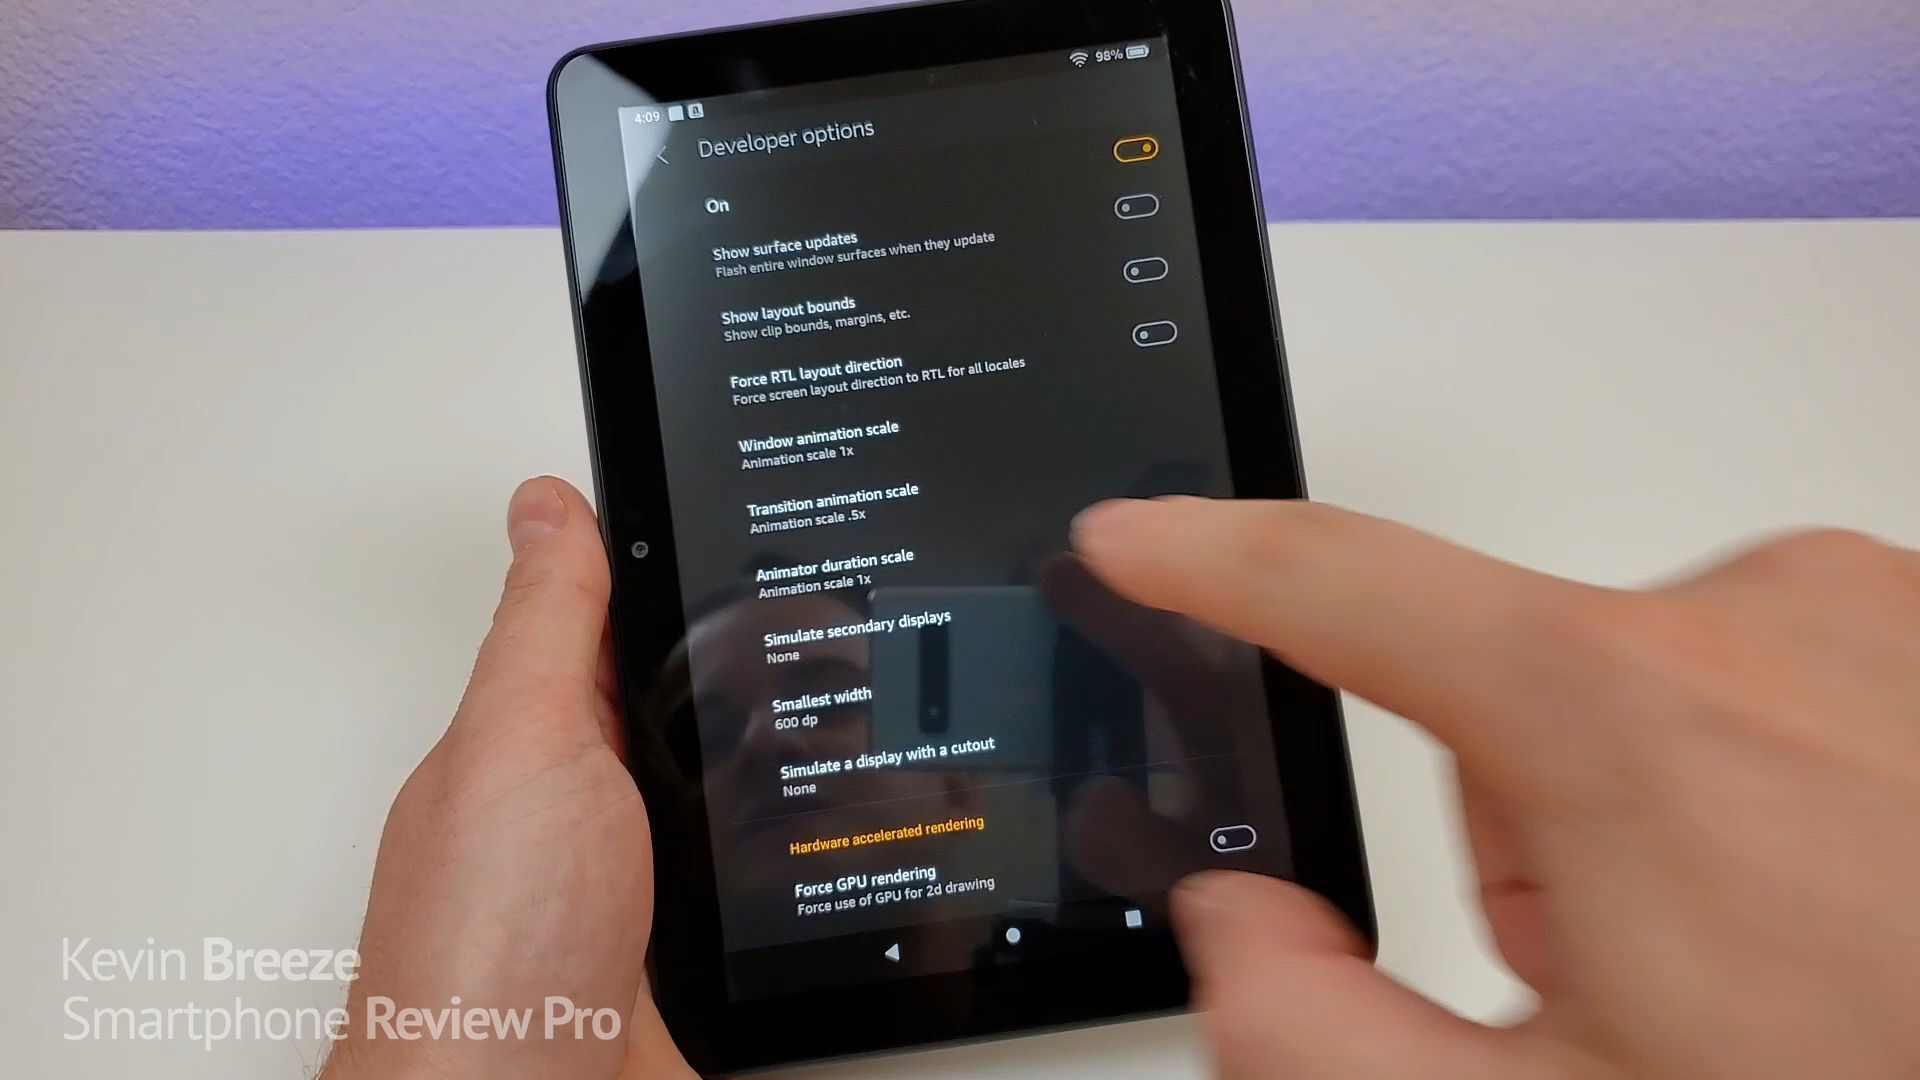 4:09
98%
Developer options
On
Show surface updates
Flash entire window surfaces when they update
Show layout bounds
Show clip bounds, margins, etc.
Force RTL layout direction
Force screen layout direction to RTL for all locales
Window animation scale
Animation scale 1x
Transition animation scale
Animation scale .5x
Animator duration scale
Animation scale 1x
Simulate secondary displays
None
Smallest width
600 dp
Simulate a display with a cutout
None
Hardware accelerated rendering
Force GPU rendering
Force use of GPU for 2d drawing
Kevin Breeze
Smartphone Review Pro